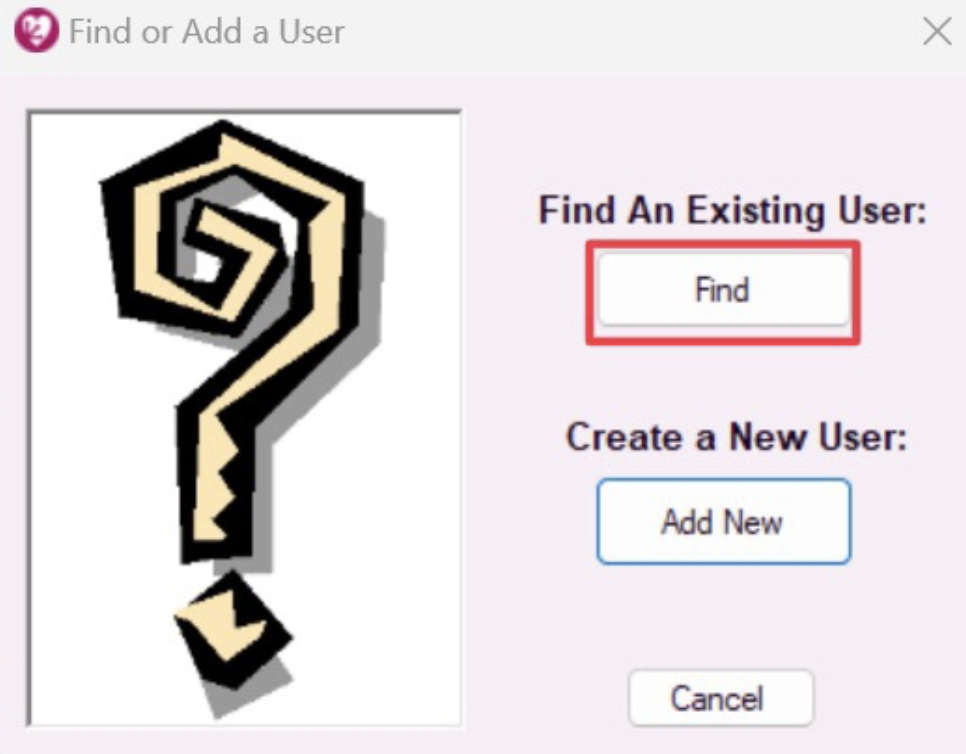 Find or Add a User
Find An Existing User:
Find
Create a New User:
Add New
Cancel